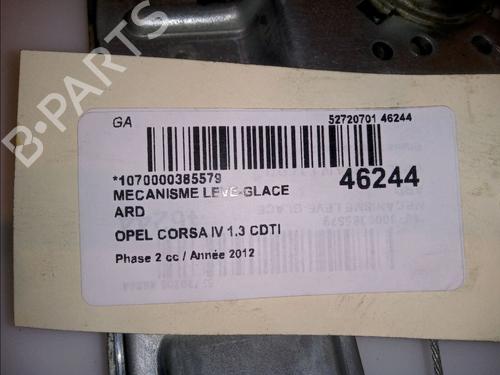 B-PARTS
GA
52720701 46244
*1070000385579
46244
MECANISME LEVE-GLACE
ARD
OPEL CORSA IV 1.3 CDTI
Phase 2 cc / Année 2012